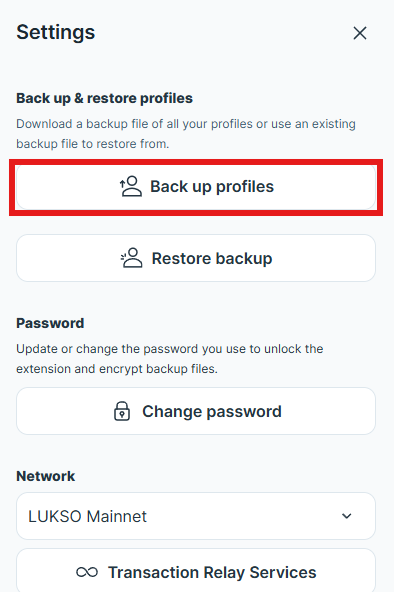 Settings
Back up & restore profiles
Download a backup file of all your profiles or use an existing
backup file to restore from.
Back up profiles
Restore backup
Password
Update or change the password you use to unlock the
extension and encrypt backup files.
Change password
Network
LUKSO Mainnet
Transaction Relay Services